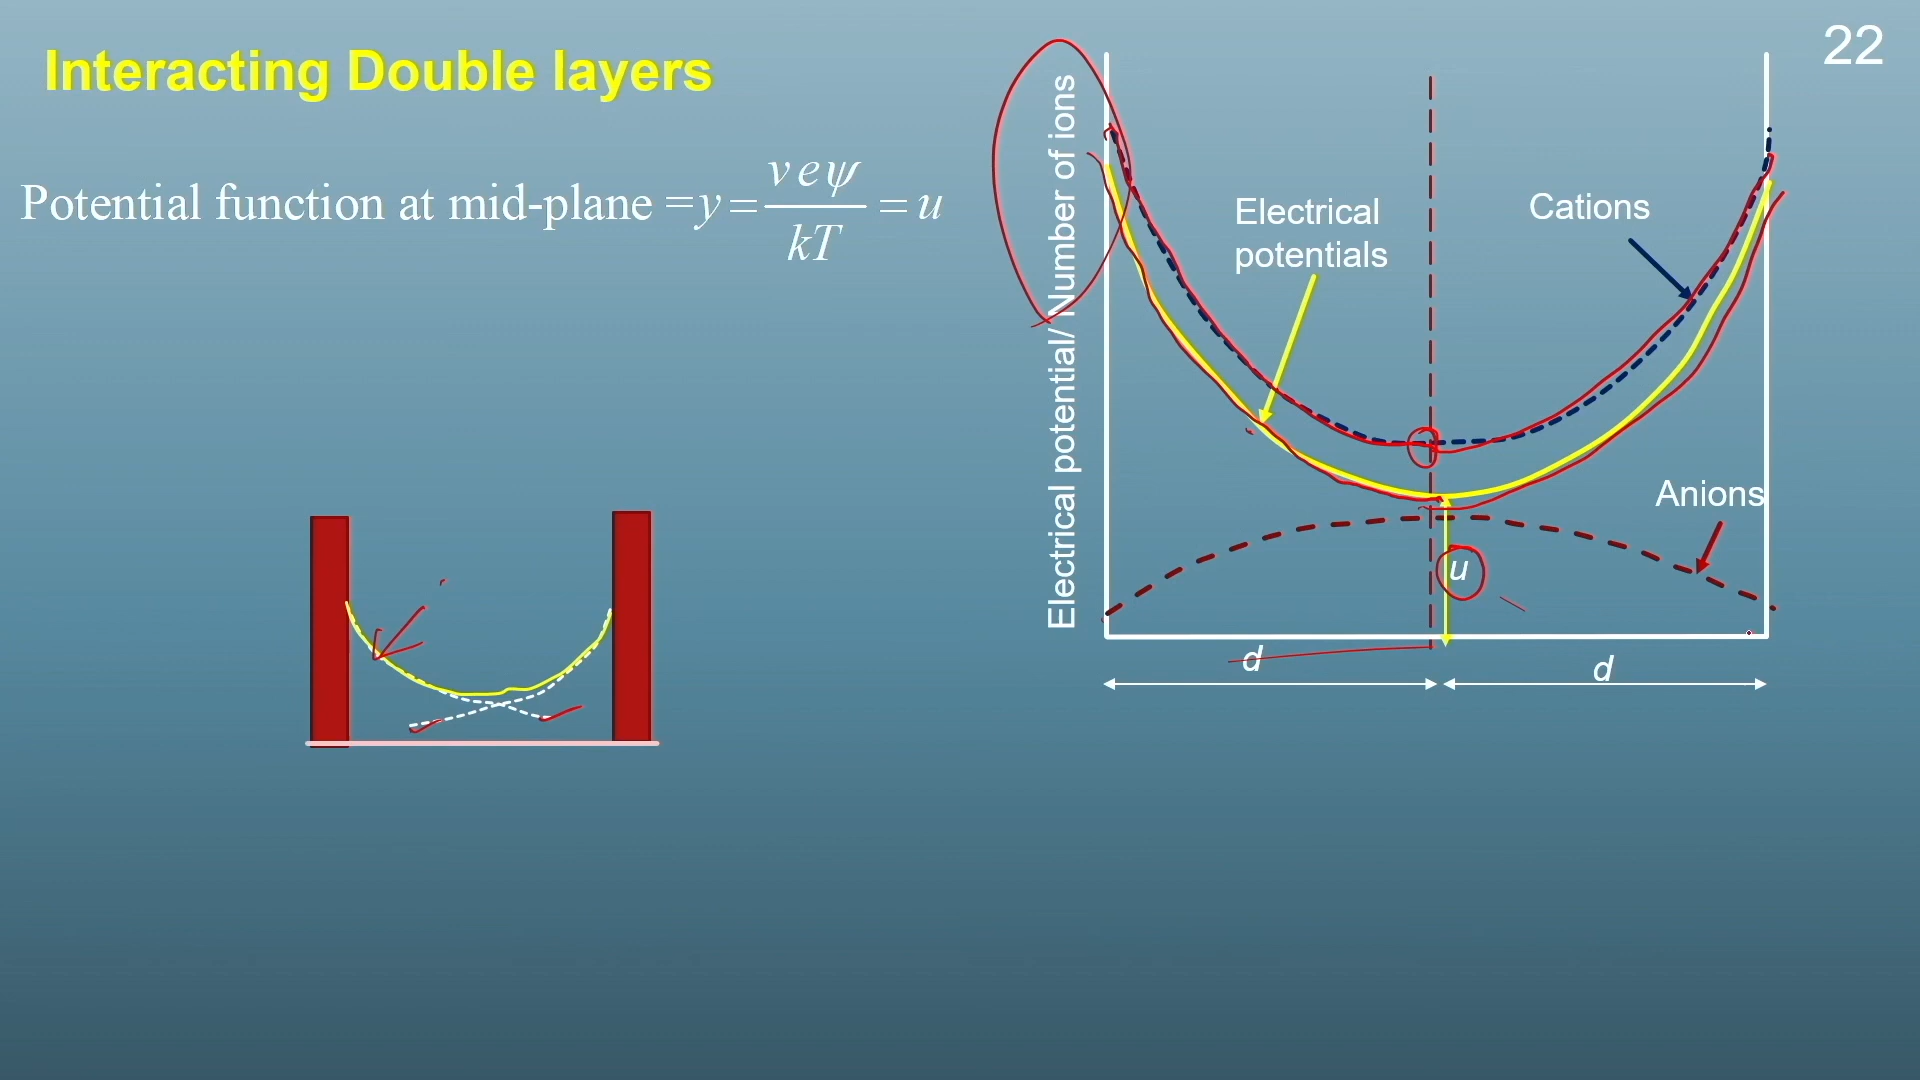 22
Interacting Double layers
Potential function at mid-plane = y = veψ / kT = u
Electrical potential/ Number of ions
Electrical
potentials
Cations
Anions
u
d
d